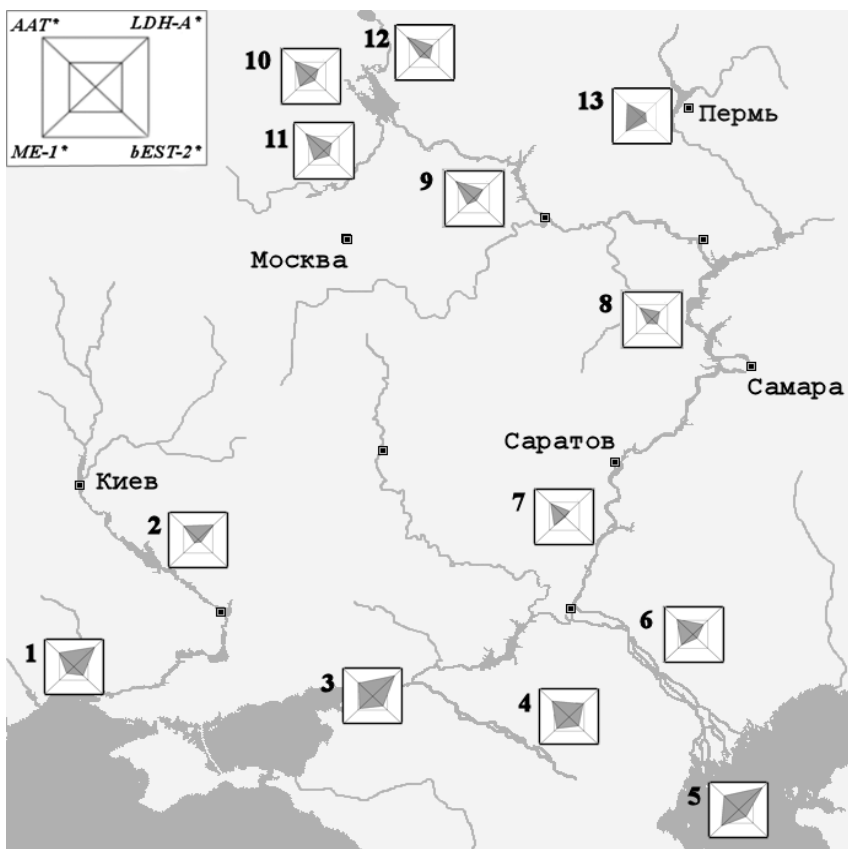 AAT* LDH-A*
ME-1* bEST-2*
12
10
13
Пермь
11
9
Москва
8
Самара
Саратов
Киев
7
2
6
1
3
4
5